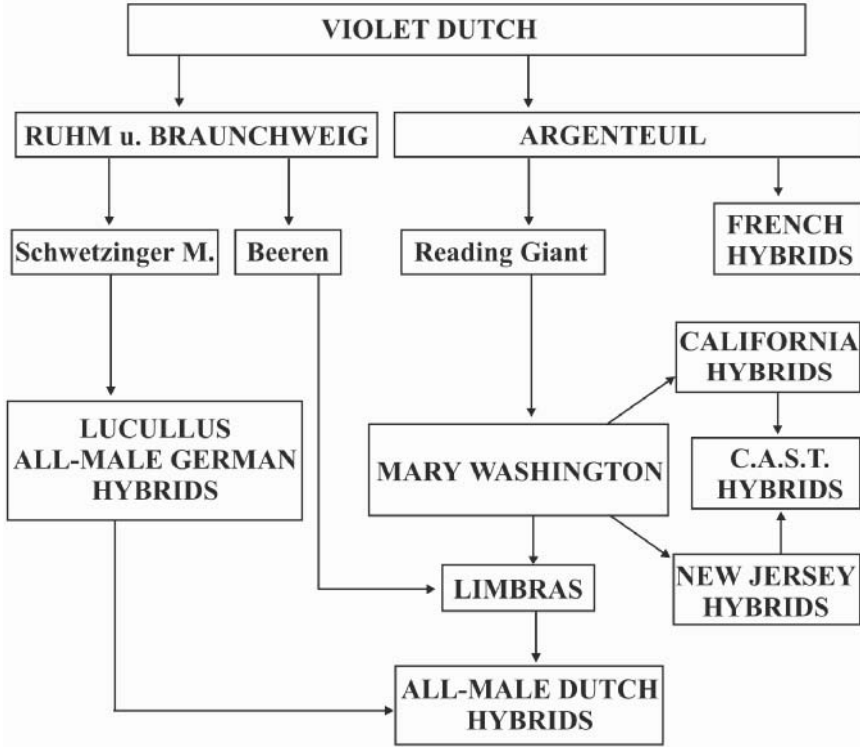 VIOLET DUTCH
RUHM u. BRAUNCHWEIG
ARGENTEUIL
Schwetzinger M.
Beeren
Reading Giant
FRENCH
HYBRIDS
CALIFORNIA
HYBRIDS
LUCULLUS
ALL-MALE GERMAN
HYBRIDS
MARY WASHINGTON
C.A.S.T.
HYBRIDS
LIMBRAS
NEW JERSEY
HYBRIDS
ALL-MALE DUTCH
HYBRIDS